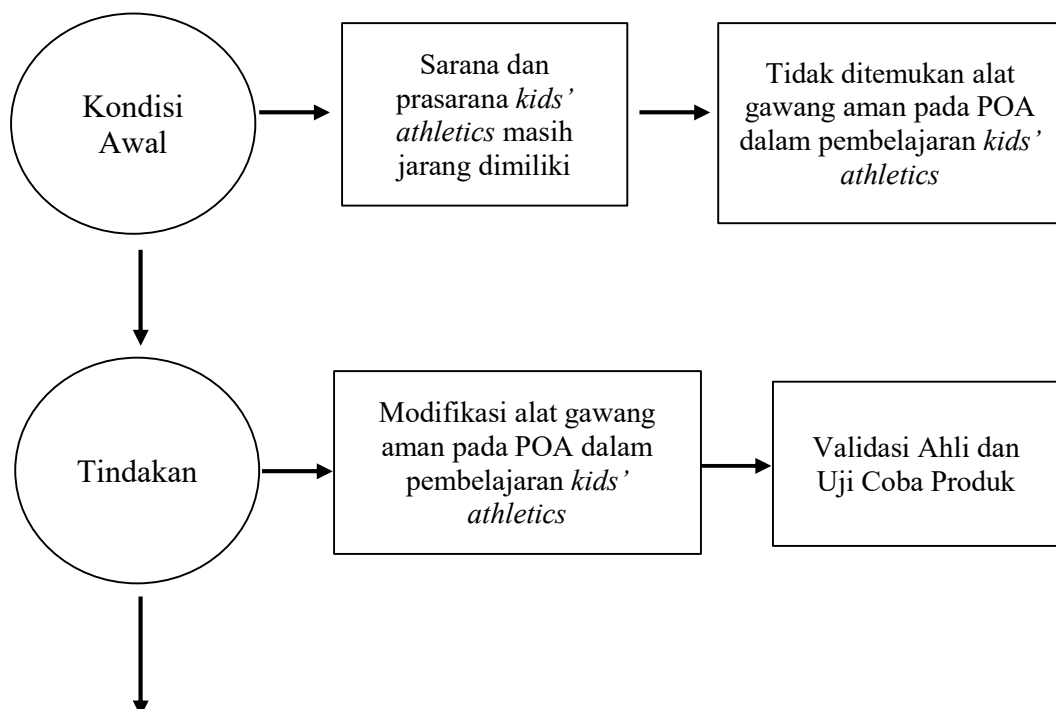 Kondisi
Awal
Sarana dan
prasarana kids’
athletics masih
jarang dimiliki
Tidak ditemukan alat
gawang aman pada POA
dalam pembelajaran kids’
athletics
Tindakan
Modifikasi alat gawang
aman pada POA dalam
pembelajaran kids’
athletics
Validasi Ahli dan
Uji Coba Produk